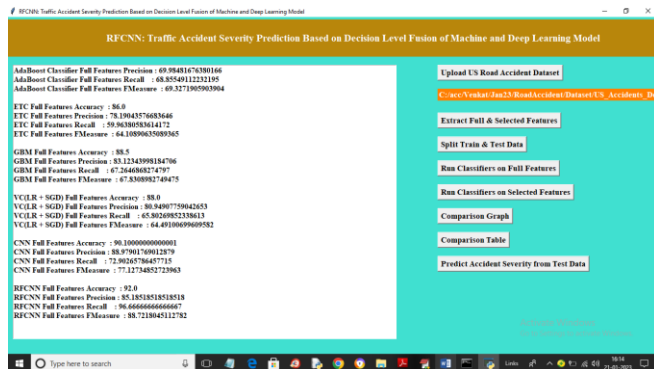 RFCNN: Traffic Accident Severity Prediction Based on Decision Level Fusion of Machine and Deep Learning Model
RFCNN: Traffic Accident Severity Prediction Based on Decision Level Fusion of Machine and Deep Learning Model
AdaBoost Classifier Full Features Precision : 69.98481676380166
AdaBoost Classifier Full Features Recall : 68.85549112232195
AdaBoost Classifier Full Features FMeasure : 69.3271905903904
ETC Full Features Accuracy : 86.0
ETC Full Features Precision : 78.19043576683646
ETC Full Features Recall : 59.96380583614172
ETC Full Features FMeasure : 64.10890635089365
GBM Full Features Accuracy : 88.5
GBM Full Features Precision : 83.12343998184706
GBM Full Features Recall : 67.2646868274797
GBM Full Features FMeasure : 67.8308982749475
VC(LR + SGD) Full Features Accuracy : 88.0
VC(LR + SGD) Full Features Precision : 80.94907759042653
VC(LR + SGD) Full Features Recall : 65.80269852338613
VC(LR + SGD) Full Features FMeasure : 64.49100699609582
CNN Full Features Accuracy : 90.10000000000001
CNN Full Features Precision : 88.97901769012879
CNN Full Features Recall : 72.90265786457715
CNN Full Features FMeasure : 77.12734852723963
RFCNN Full Features Accuracy : 92.0
RFCNN Full Features Precision : 85.18518518518518
RFCNN Full Features Recall : 96.66666666666667
RFCNN Full Features FMeasure : 88.7218045112782
Upload US Road Accident Dataset
C:/acc/Venkat/Jan23/RoadAccident/Dataset/US_Accidents_De
Extract Full & Selected Features
Split Train & Test Data
Run Classifiers on Full Features
Run Classifiers on Selected Features
Comparison Graph
Comparison Table
Predict Accident Severity from Test Data
Type here to search
Links
16:14
21-01-2023